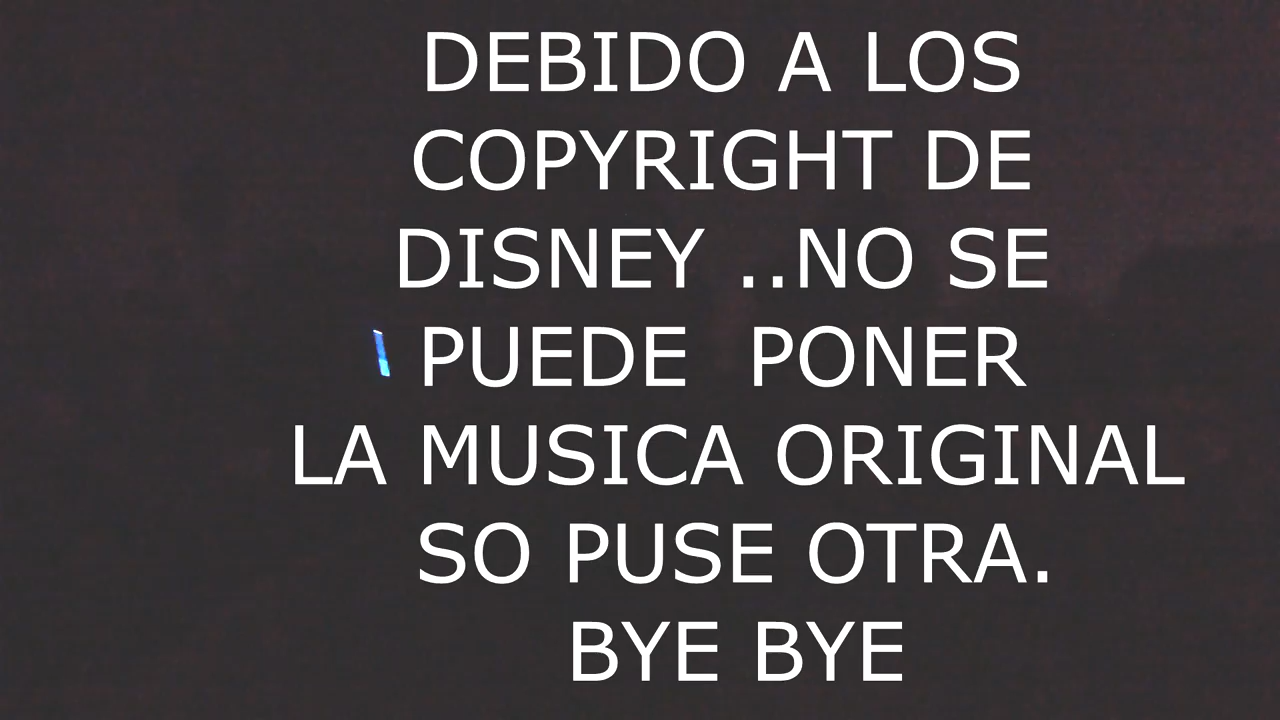 DEBIDO A LOS
COPYRIGHT DE
DISNEY ..NO SE
PUEDE  PONER
LA MUSICA ORIGINAL
SO PUSE OTRA.
BYE BYE